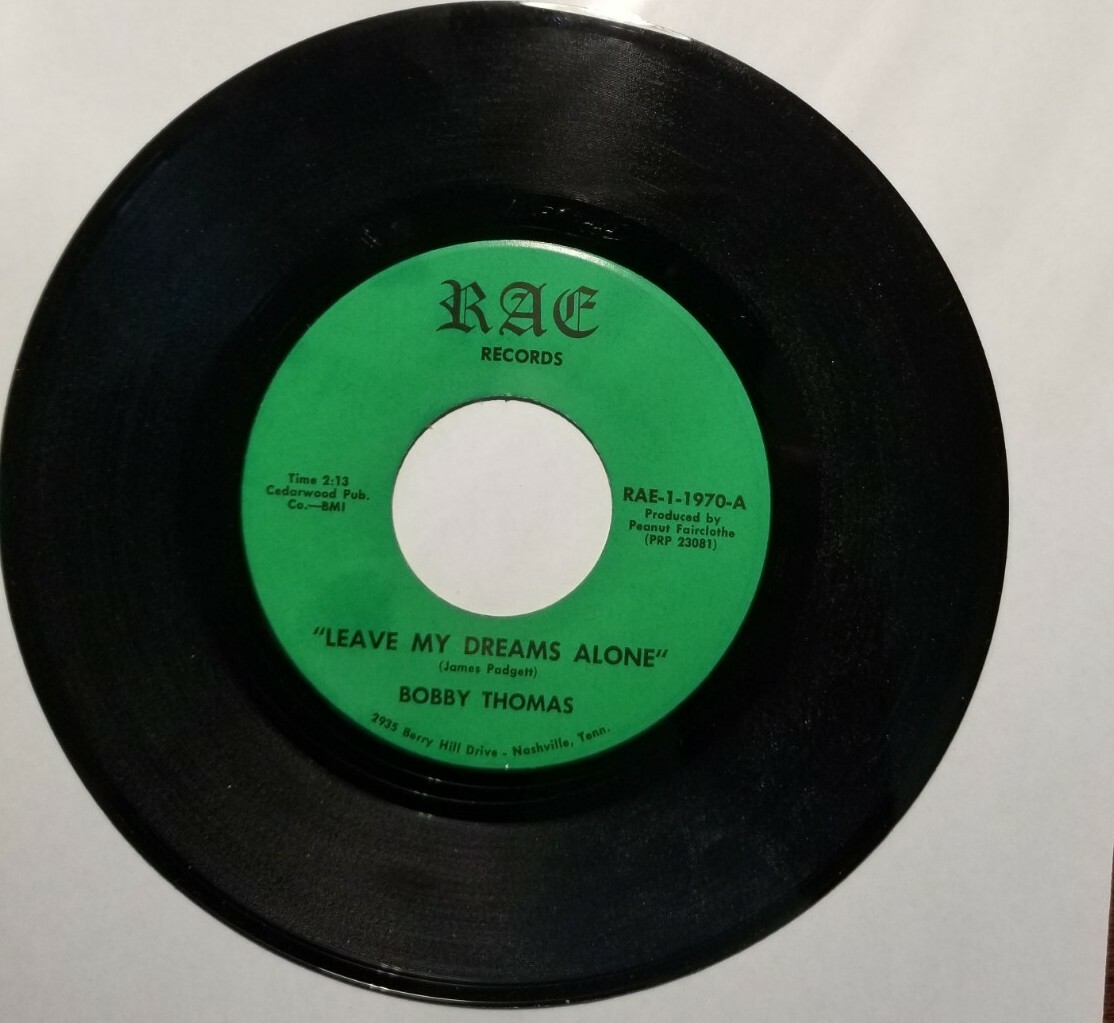 RAE
RECORDS
Time 2:13
Cedarwood Pub.
Co.—BMI
RAE-1-1970-A
Produced by
Peanut Fairclothe
(PRP 23081)
"LEAVE MY DREAMS ALONE"
(James Padgett)
BOBBY THOMAS
2935 Berry Hill Drive - Nashville, Tenn.